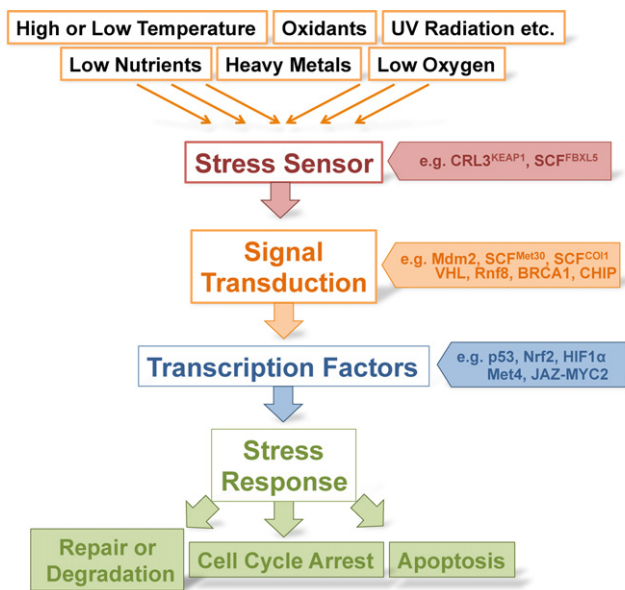 High or Low Temperature
Oxidants
UV Radiation etc.
Low Nutrients
Heavy Metals
Low Oxygen
Stress Sensor
e.g. CRL3KEAP1, SCFFBXL5
Signal
Transduction
e.g. Mdm2, SCFMet30, SCFCOI1
VHL, Rnf8, BRCA1, CHIP
Transcription Factors
e.g. p53, Nrf2, HIF1α
Met4, JAZ-MYC2
Stress
Response
Repair or
Degradation
Cell Cycle Arrest
Apoptosis